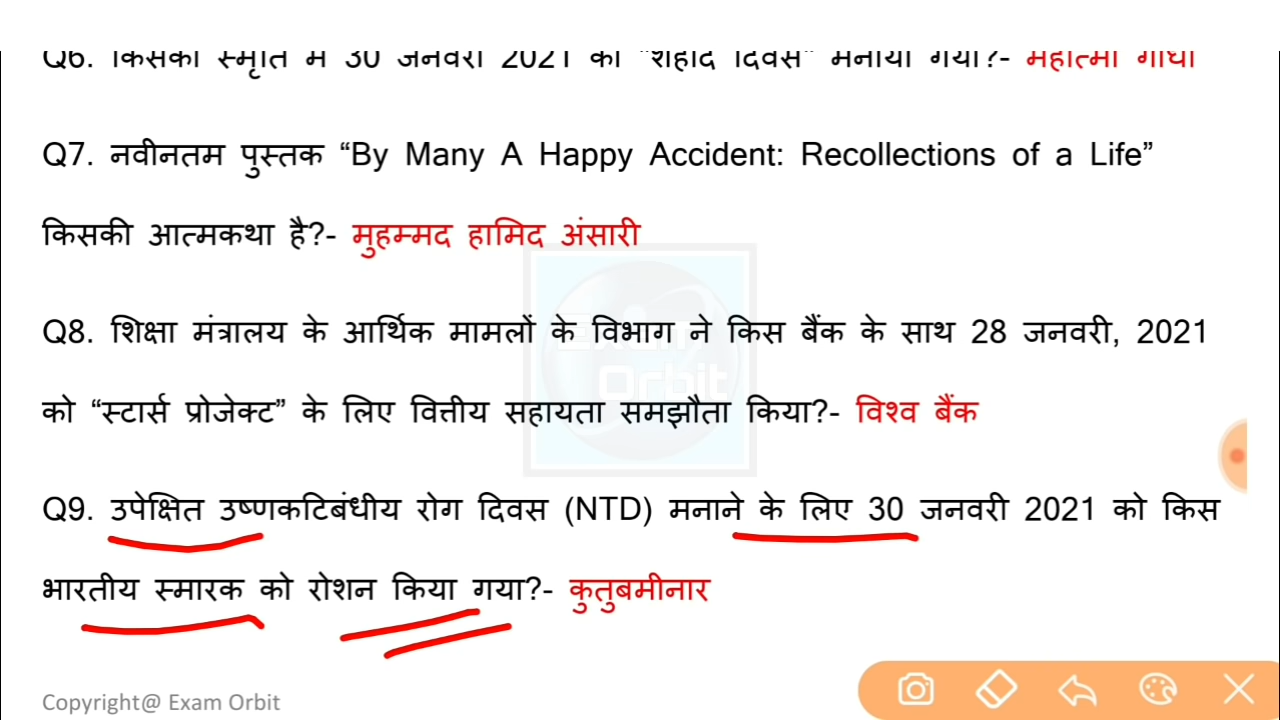 Q6. किसकी स्मृति में 30 जनवरी 2021 को "शहीद दिवस" मनाया गया?- महात्मा गांधी
Q7. नवीनतम पुस्तक “By Many A Happy Accident: Recollections of a Life”
किसकी आत्मकथा है?- मुहम्मद हामिद अंसारी
Q8. शिक्षा मंत्रालय के आर्थिक मामलों के विभाग ने किस बैंक के साथ 28 जनवरी, 2021
को “स्टार्स प्रोजेक्ट” के लिए वित्तीय सहायता समझौता किया?- विश्व बैंक
Exam
Orbit
Q9. उपेक्षित उष्णकटिबंधीय रोग दिवस (NTD) मनाने के लिए 30 जनवरी 2021 को किस
भारतीय स्मारक को रोशन किया गया?- कुतुबमीनार
Copyright@ Exam Orbit